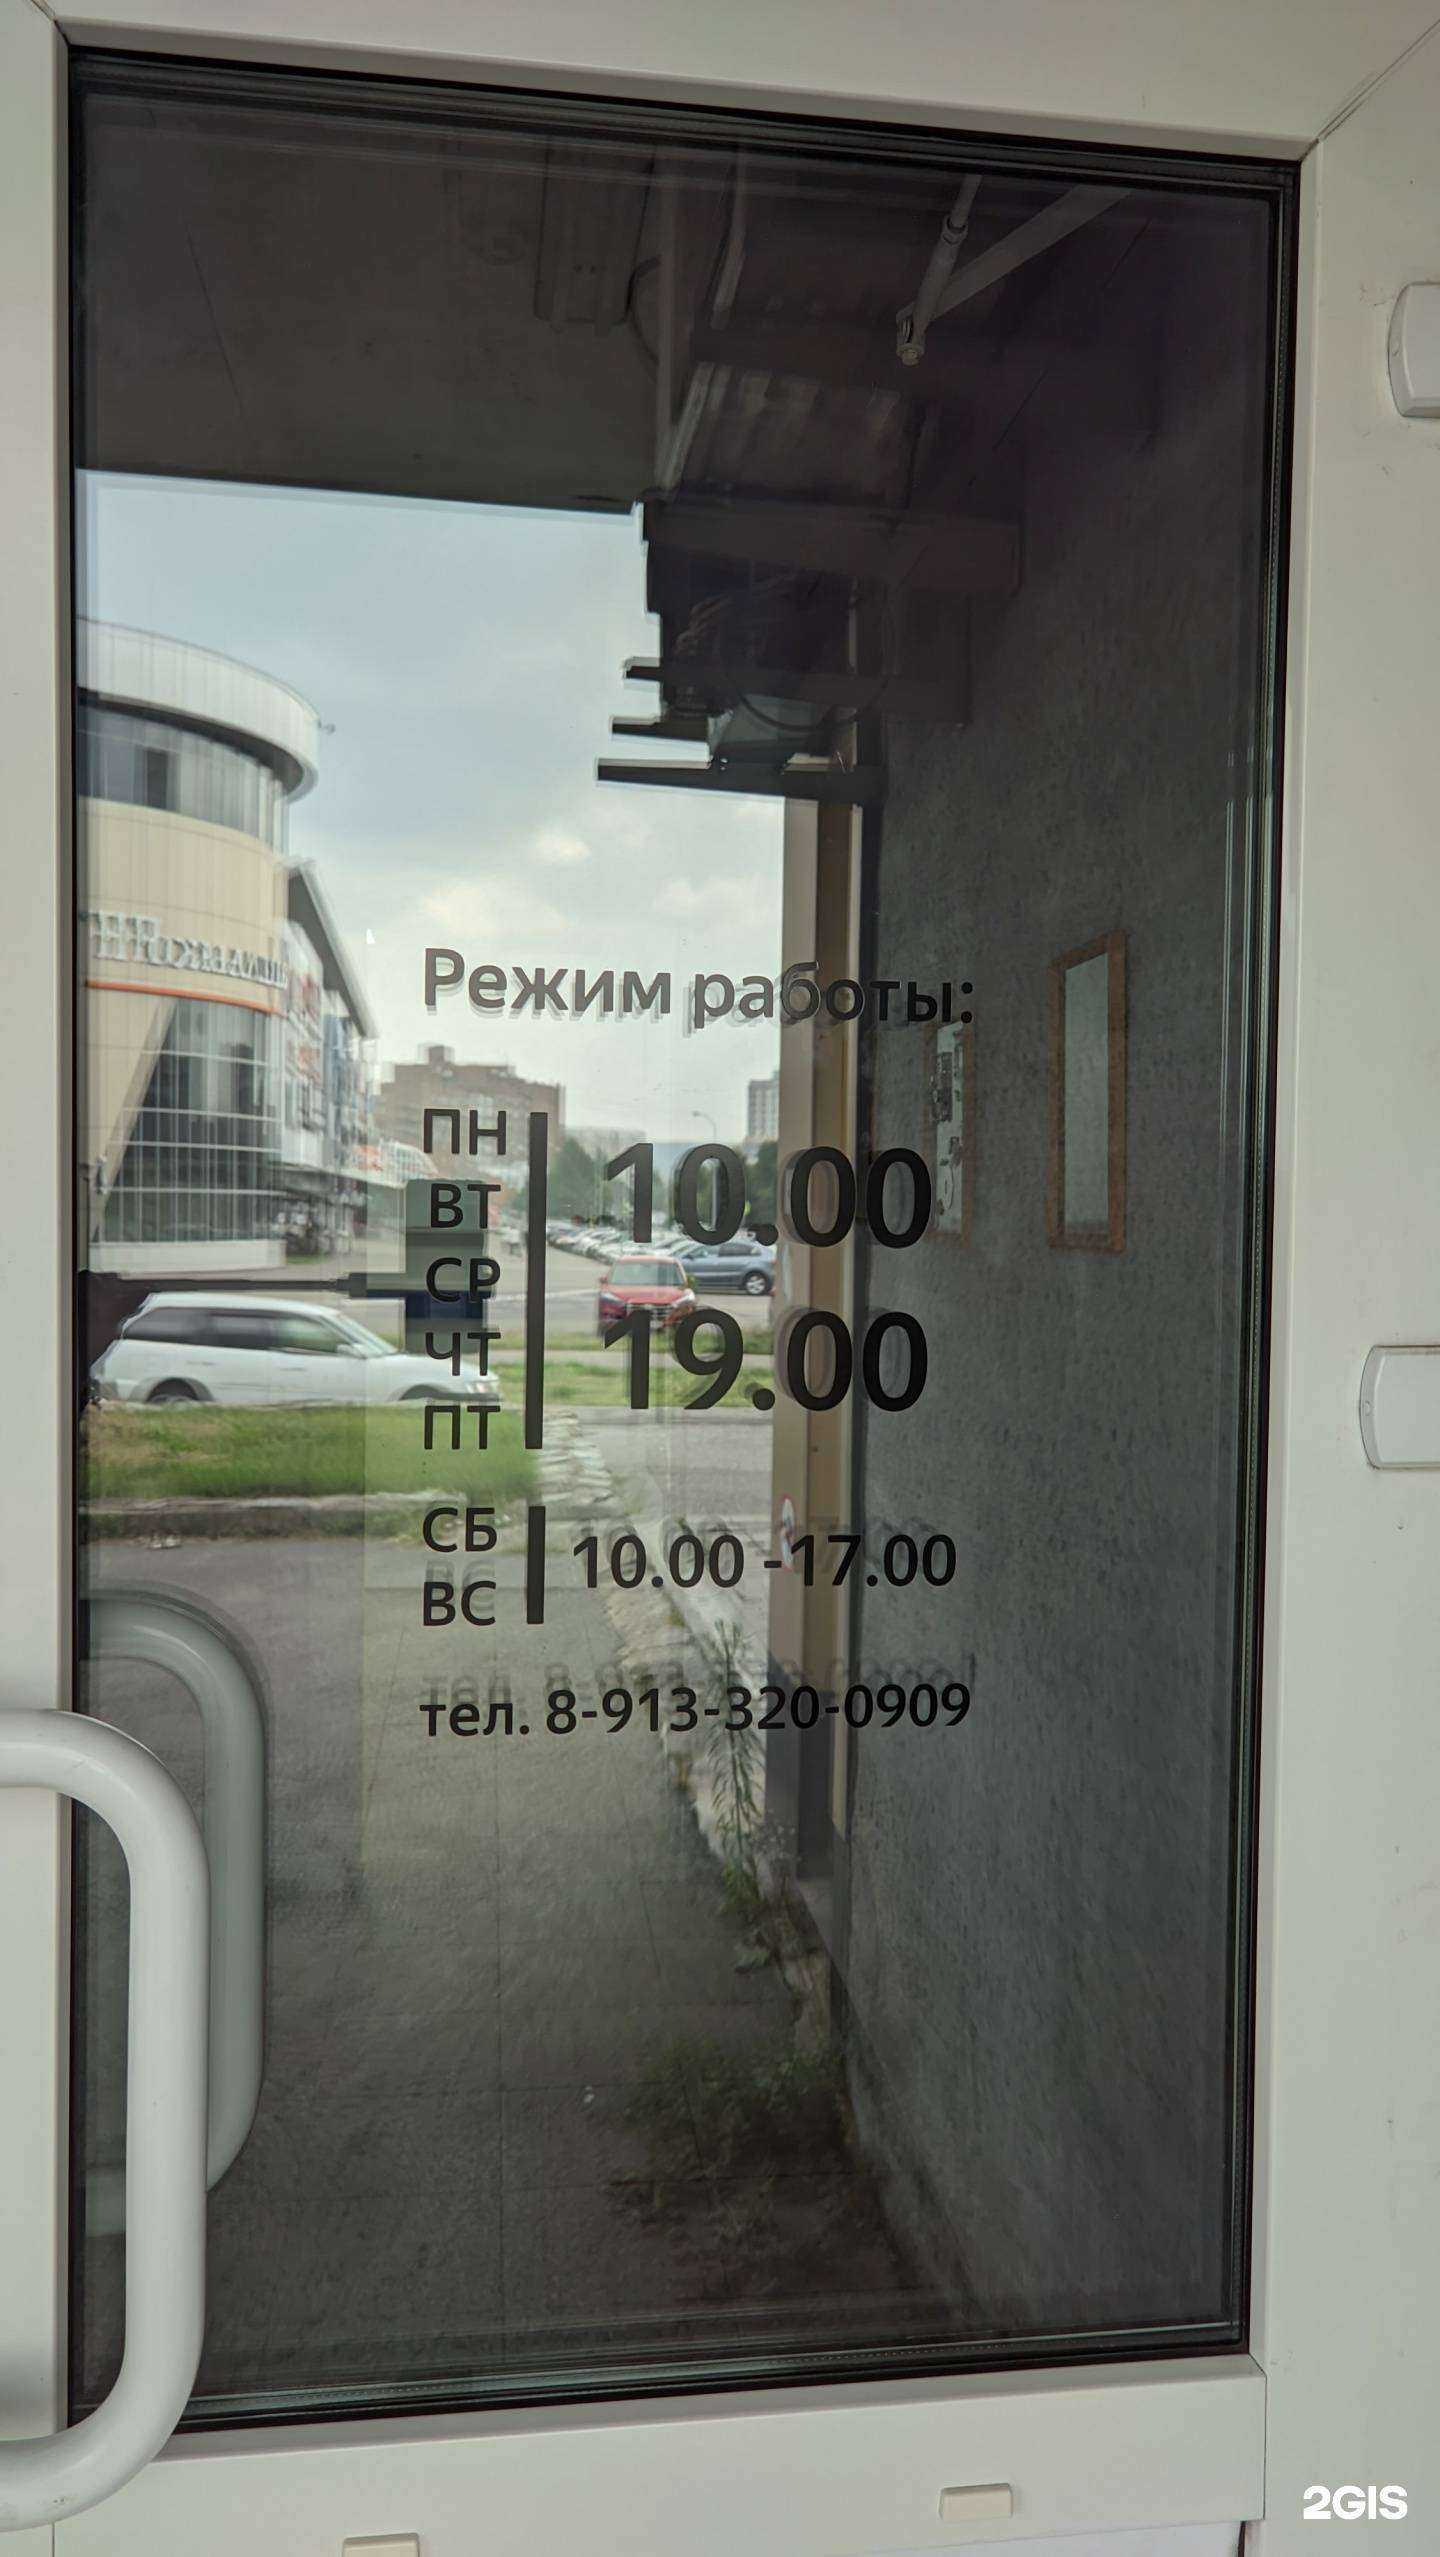 Режим работы:
ПН
ВТ
СР
ЧТ
ПТ
10.00
19.00
СБ
ВС
10.00 -17.00
тел. 8-913-320-0909
2GIS